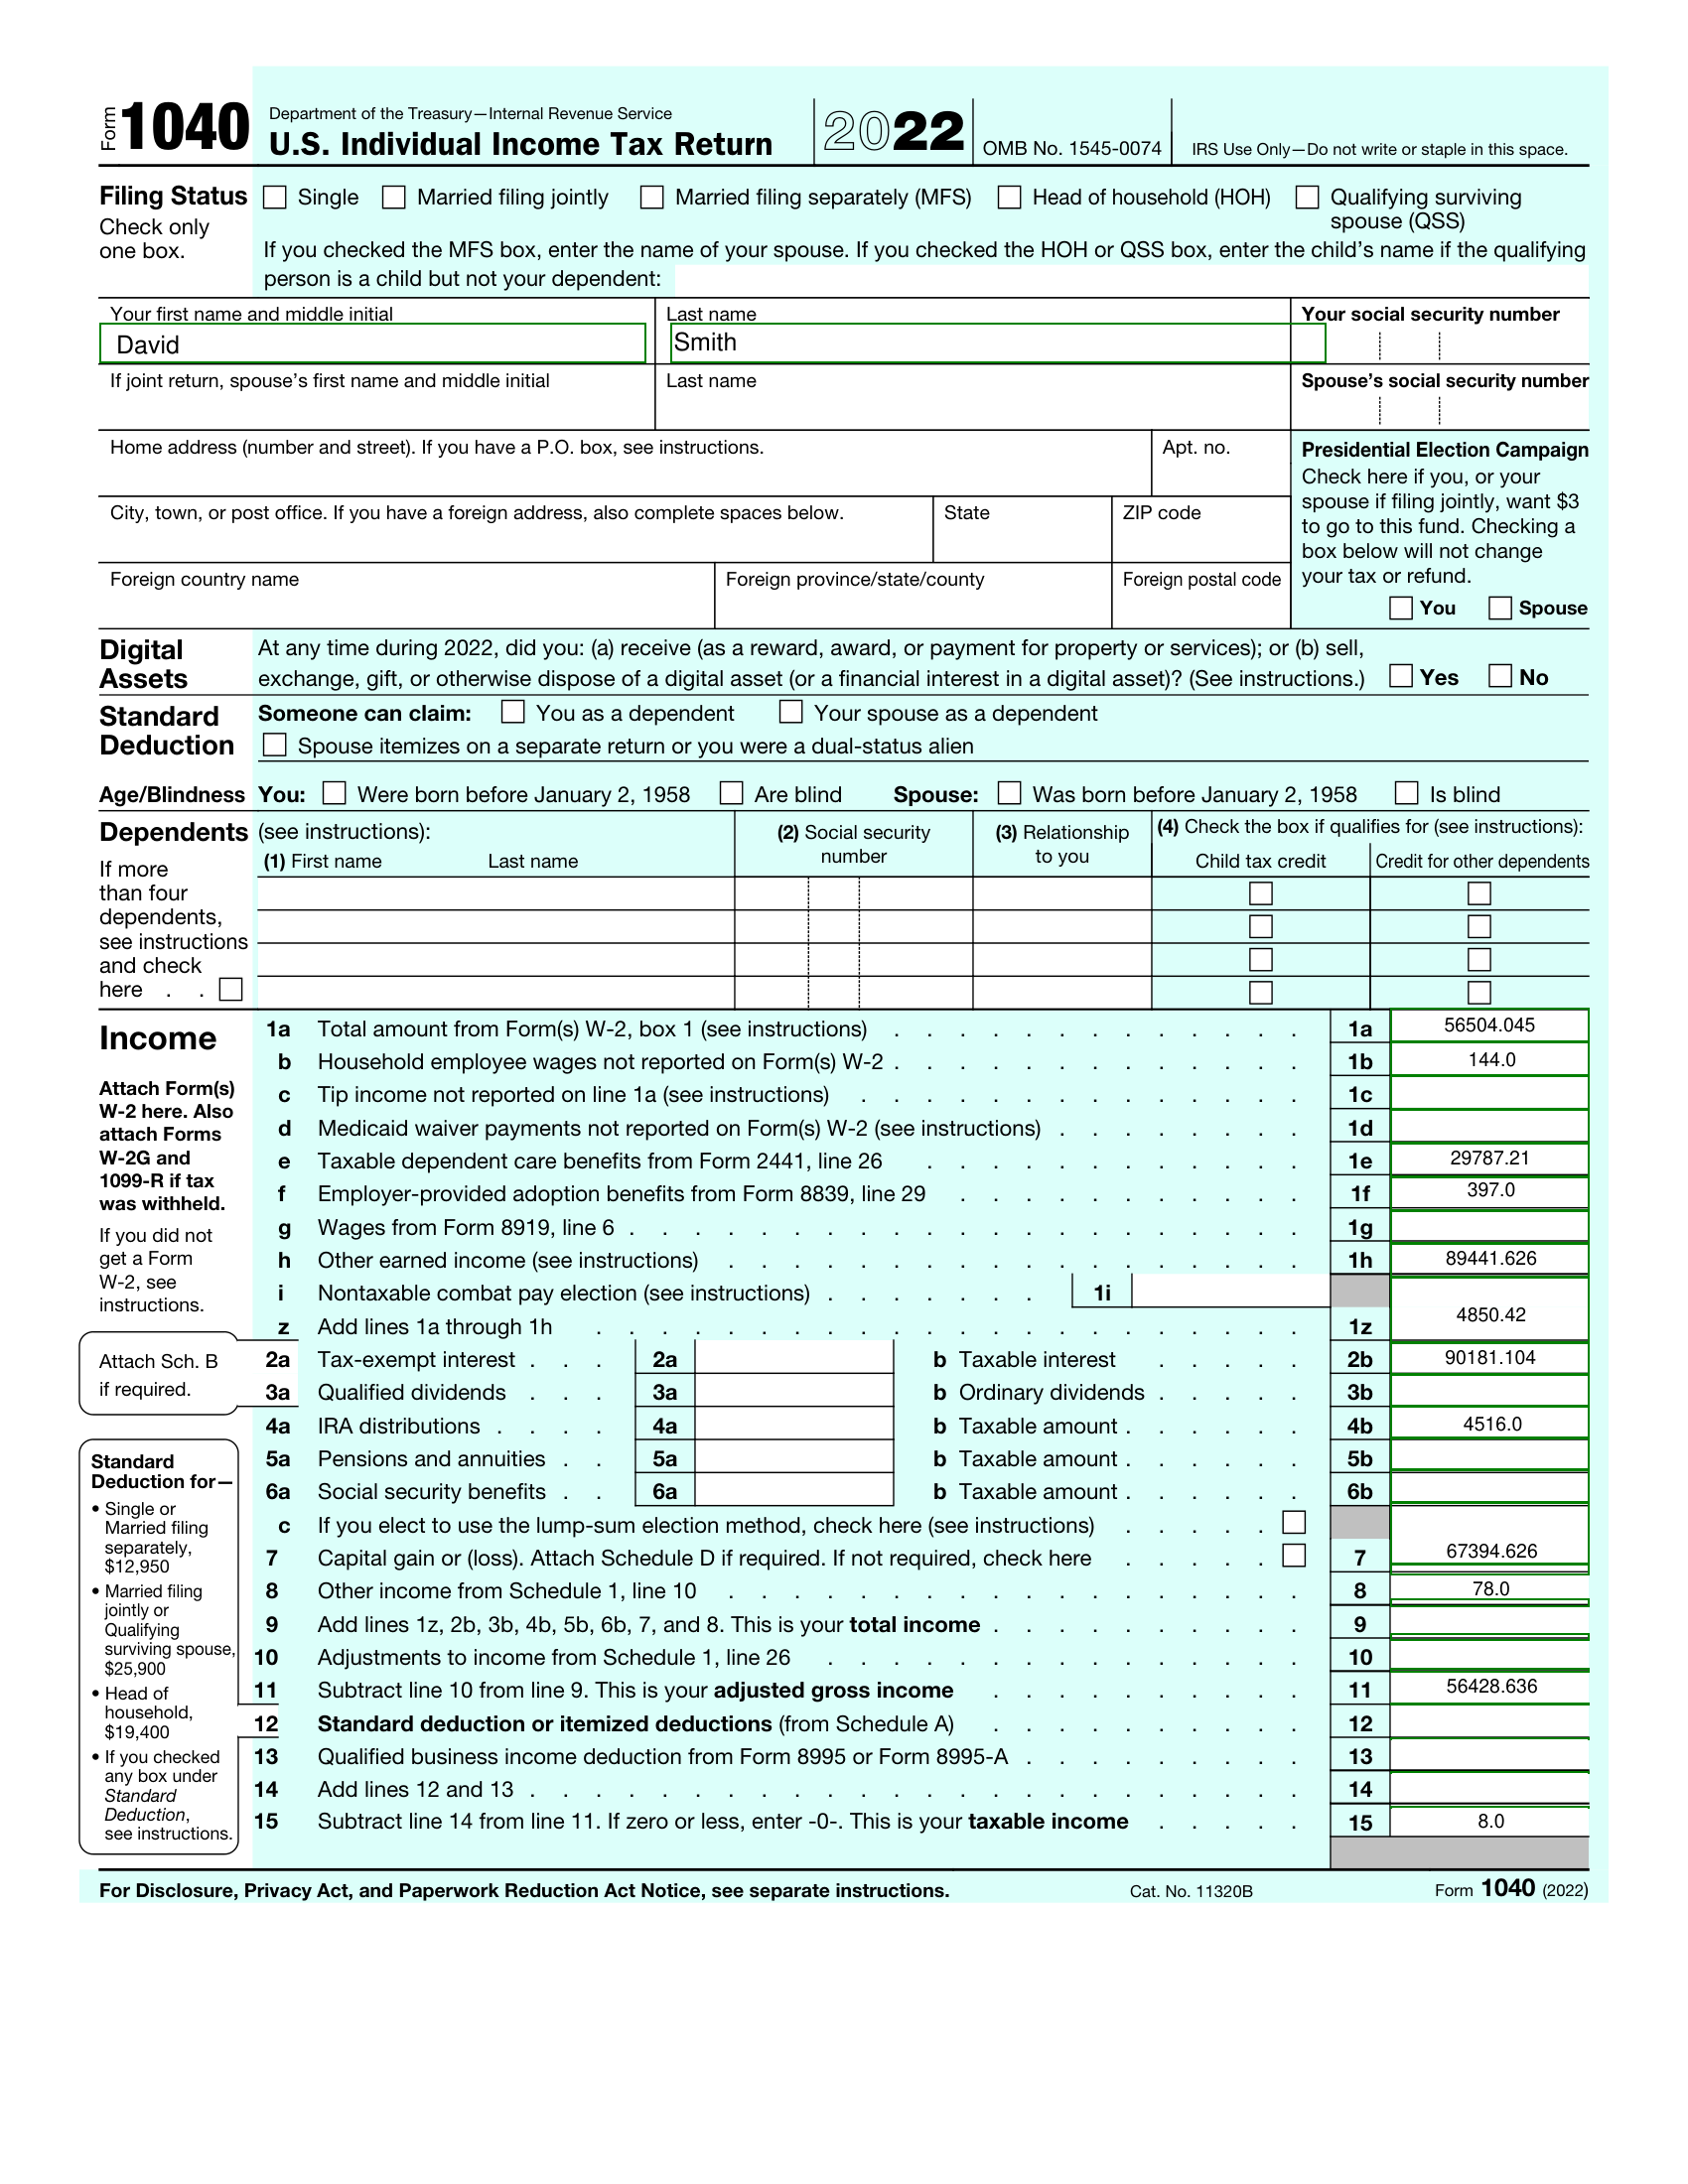 Form 1040 Department of the Treasury—Internal Revenue Service
U.S. Individual Income Tax Return 2022 OMB No. 1545-0074 IRS Use Only—Do not write or staple in this space.
Filing Status
Check only
one box.
Single Married filing jointly Married filing separately (MFS) Head of household (HOH) Qualifying surviving
spouse (QSS)
If you checked the MFS box, enter the name of your spouse. If you checked the HOH or QSS box, enter the child's name if the qualifying
person is a child but not your dependent:
Your first name and middle initial Last name Your social security number
David Smith
If joint return, spouse's first name and middle initial Last name Spouse's social security number
Home address (number and street). If you have a P.O. box, see instructions. Apt. no.
City, town, or post office. If you have a foreign address, also complete spaces below. State ZIP code
Foreign country name Foreign province/state/county Foreign postal code
Presidential Election Campaign
Check here if you, or your
spouse if filing jointly, want $3
to go to this fund. Checking a
box below will not change
your tax or refund.
You Spouse
Digital
Assets
At any time during 2022, did you: (a) receive (as a reward, award, or payment for property or services); or (b) sell,
exchange, gift, or otherwise dispose of a digital asset (or a financial interest in a digital asset)? (See instructions.) Yes No
Standard
Deduction
Someone can claim: You as a dependent Your spouse as a dependent
Spouse itemizes on a separate return or you were a dual-status alien
Age/Blindness You: Were born before January 2, 1958 Are blind Spouse: Was born before January 2, 1958 Is blind
Dependents (see instructions):
(1) First name Last name
(2) Social security
number
(3) Relationship
to you
(4) Check the box if qualifies for (see instructions):
Child tax credit Credit for other dependents
If more
than four
dependents,
see instructions
and check
here . .
Income
Attach Form(s)
W-2 here. Also
attach Forms
W-2G and
1099-R if tax
was withheld.
If you did not
get a Form
W-2, see
instructions.
1a Total amount from Form(s) W-2, box 1 (see instructions) . . . . . . . . . . . . . 1a 56504.045
b Household employee wages not reported on Form(s) W-2 . . . . . . . . . . . . . 1b 144.0
c Tip income not reported on line 1a (see instructions) . . . . . . . . . . . . . . 1c
d Medicaid waiver payments not reported on Form(s) W-2 (see instructions) . . . . . . . . 1d
e Taxable dependent care benefits from Form 2441, line 26 . . . . . . . . . . . . 1e 29787.21
f Employer-provided adoption benefits from Form 8839, line 29 . . . . . . . . . . . 1f 397.0
g Wages from Form 8919, line 6 . . . . . . . . . . . . . . . . . . . . . 1g
h Other earned income (see instructions) . . . . . . . . . . . . . . . . . . 1h 89441.626
i Nontaxable combat pay election (see instructions) . . . . . . . 1i
z Add lines 1a through 1h . . . . . . . . . . . . . . . . . . . . . . 1z 4850.42
Attach Sch. B
if required.
2a Tax-exempt interest . . . 2a b Taxable interest . . . . . 2b 90181.104
3a Qualified dividends . . . 3a b Ordinary dividends . . . . . 3b
4a IRA distributions . . . . 4a b Taxable amount . . . . . . 4b 4516.0
5a Pensions and annuities . . 5a b Taxable amount . . . . . . 5b
6a Social security benefits . . 6a b Taxable amount . . . . . . 6b
c If you elect to use the lump-sum election method, check here (see instructions) . . . . .
7 Capital gain or (loss). Attach Schedule D if required. If not required, check here . . . . . 7 67394.626
8 Other income from Schedule 1, line 10 . . . . . . . . . . . . . . . . . . 8 78.0
9 Add lines 1z, 2b, 3b, 4b, 5b, 6b, 7, and 8. This is your total income . . . . . . . . . . 9
10 Adjustments to income from Schedule 1, line 26 . . . . . . . . . . . . . . . 10
11 Subtract line 10 from line 9. This is your adjusted gross income . . . . . . . . . . 11 56428.636
12 Standard deduction or itemized deductions (from Schedule A) . . . . . . . . . . 12
13 Qualified business income deduction from Form 8995 or Form 8995-A . . . . . . . . . 13
14 Add lines 12 and 13 . . . . . . . . . . . . . . . . . . . . . . . . 14
15 Subtract line 14 from line 11. If zero or less, enter -0-. This is your taxable income . . . . . 15 8.0
Standard
Deduction for—
• Single or
Married filing
separately,
$12,950
• Married filing
jointly or
Qualifying
surviving spouse,
$25,900
• Head of
household,
$19,400
• If you checked
any box under
Standard
Deduction,
see instructions.
For Disclosure, Privacy Act, and Paperwork Reduction Act Notice, see separate instructions. Cat. No. 11320B Form 1040 (2022)